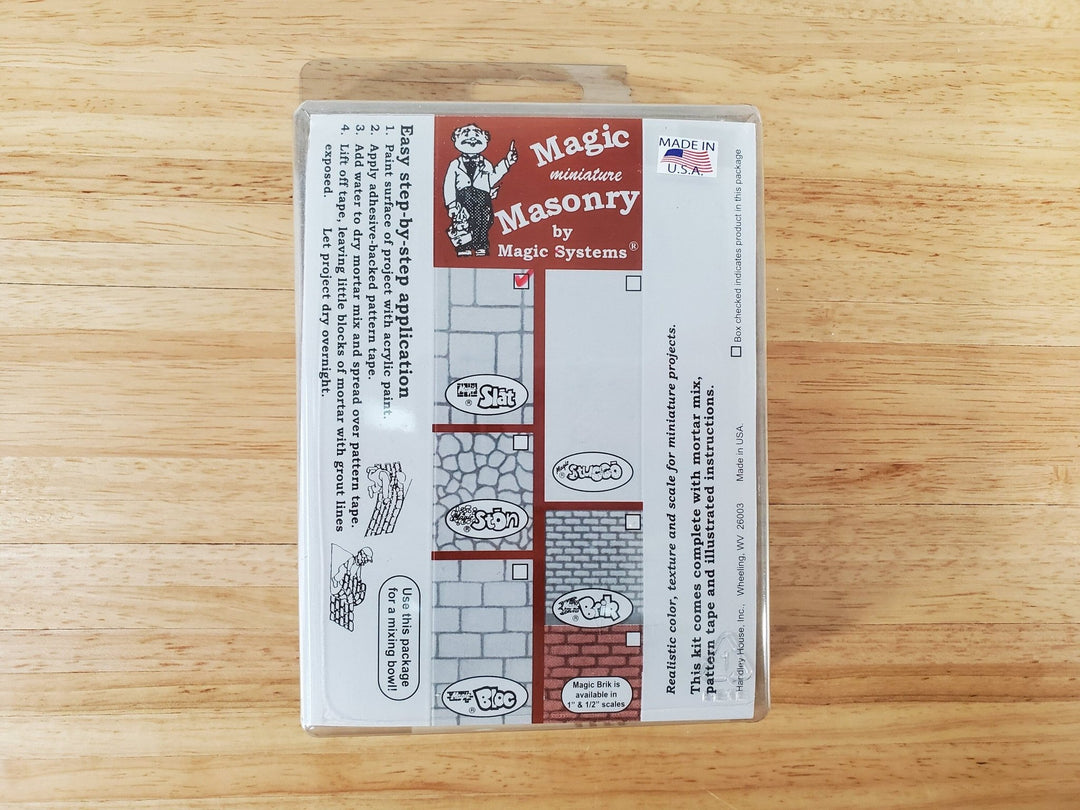 Magic
miniature
Masonry
by
Magic Systems®
MADE IN
U.S.A.
Easy step-by-step application
1. Paint surface of project with acrylic paint.
2. Apply adhesive-backed pattern tape.
3. Add water to dry mortar mix and spread over pattern tape.
4. Lift off tape, leaving little blocks of mortar with grout lines
exposed. Let project dry overnight.
Use this package
for a mixing bowl!!
Slat
®
Magic
Stuccō
®
Stōn
®
Brik
®
Magic Brik is
available in
1" & 1/2" scales
Bloc
®
Realistic color, texture and scale for miniature projects.
This kit comes complete with mortar mix,
pattern tape and illustrated instructions.
Box checked indicates product in this package
Handley House, Inc., Wheeling, WV 26003 Made in USA.